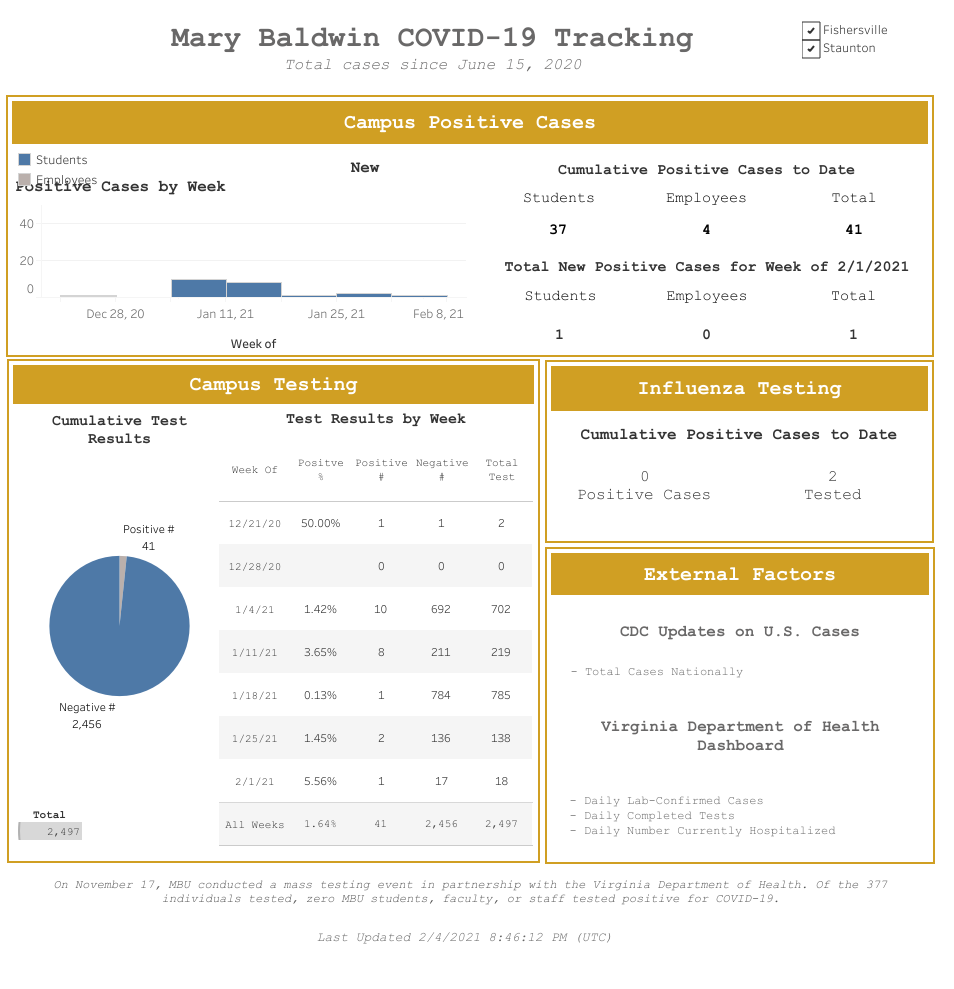 Mary Baldwin COVID-19 Tracking
Total cases since June 15, 2020
Fishersville
Staunton
Campus Positive Cases
Students
Employees
New
Positive Cases by Week
40
20
0
Dec 28, 20 Jan 11, 21 Jan 25, 21 Feb 8, 21
Week of
Cumulative Positive Cases to Date
Students Employees Total
37 4 41
Total New Positive Cases for Week of 2/1/2021
Students Employees Total
1 0 1
Campus Testing
Cumulative Test
Results
Positive #
41
Negative #
2,456
Total
2,497
Test Results by Week
Week Of Positve % Positive # Negative # Total Test
12/21/20 50.00% 1 1 2
12/28/20 0 0 0
1/4/21 1.42% 10 692 702
1/11/21 3.65% 8 211 219
1/18/21 0.13% 1 784 785
1/25/21 1.45% 2 136 138
2/1/21 5.56% 1 17 18
All Weeks 1.64% 41 2,456 2,497
Influenza Testing
Cumulative Positive Cases to Date
0 2
Positive Cases Tested
External Factors
CDC Updates on U.S. Cases
- Total Cases Nationally
Virginia Department of Health
Dashboard
- Daily Lab-Confirmed Cases
- Daily Completed Tests
- Daily Number Currently Hospitalized
On November 17, MBU conducted a mass testing event in partnership with the Virginia Department of Health. Of the 377
individuals tested, zero MBU students, faculty, or staff tested positive for COVID-19.
Last Updated 2/4/2021 8:46:12 PM (UTC)